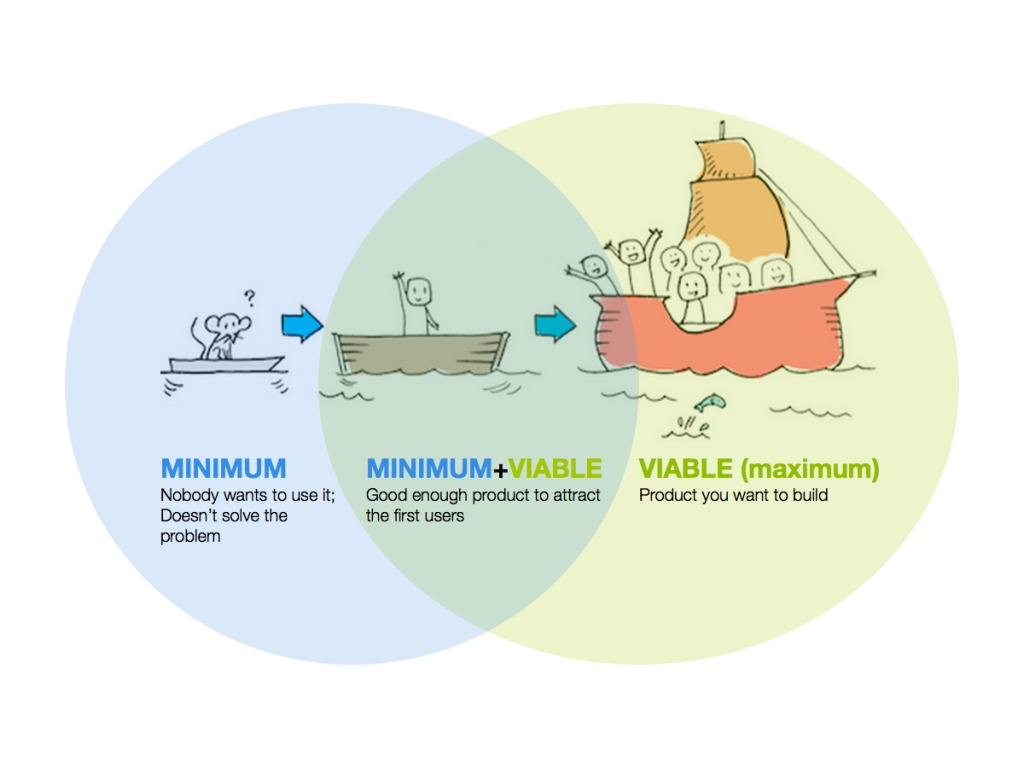 ?
MINIMUM
Nobody wants to use it;
Doesn't solve the
problem
MINIMUM+VIABLE
Good enough product to attract
the first users
VIABLE (maximum)
Product you want to build